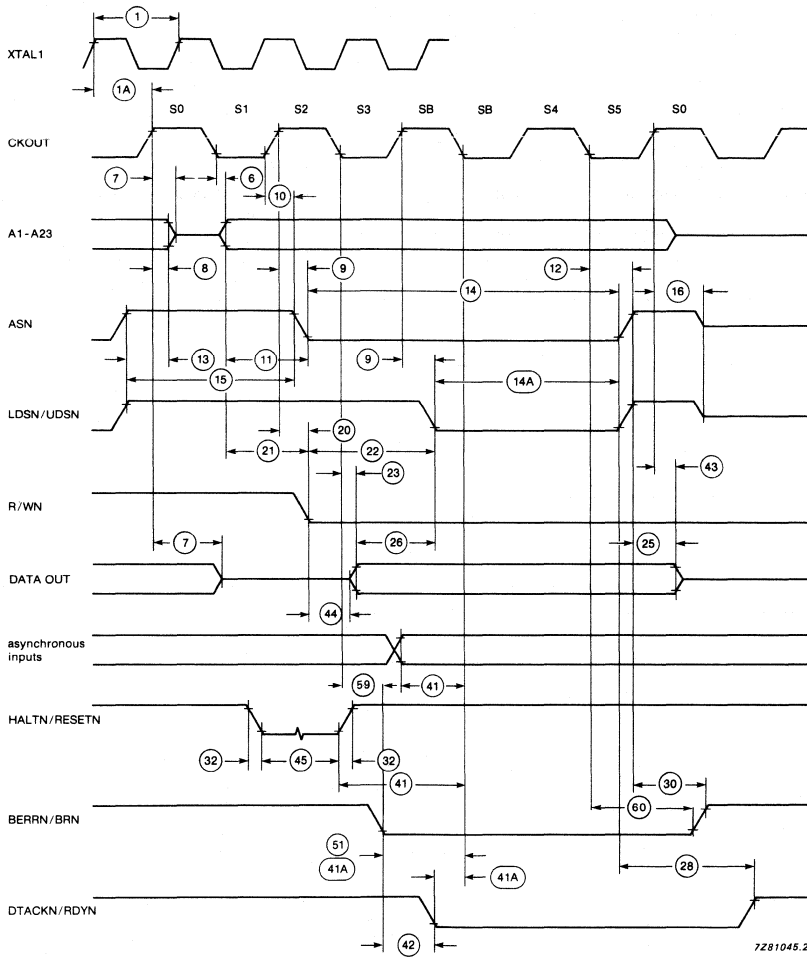 1
XTAL1
1A
S0 S1 S2 S3 SB SB S4 S5 S0
CKOUT
7 6
10
A1-A23
8 9 12 14 16
ASN
13 11 9
15 14A
LDSN/UDSN
20
21 22
23 43
R/WN
7 26 25
DATA OUT
44
asynchronous
inputs
59 41
HALTN/RESETN
32 45 32
41 30
60
BERRN/BRN
51
41A 41A 28
DTACKN/RDYN
42
7Z81045.2